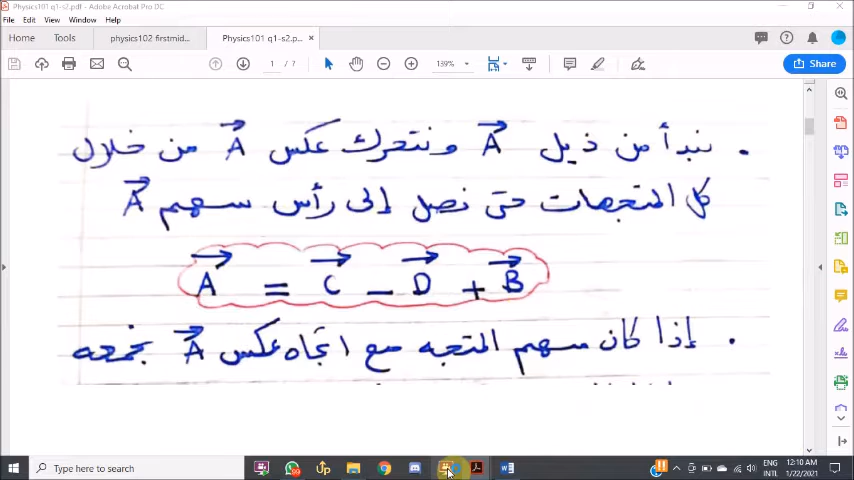 Physics101 q1-s2.pdf - Adobe Acrobat Pro DC
File Edit View Window Help
Home Tools physics102 firstmid... Physics101 q1-s2.p... ×
Share
1 / 7 139%
. نبدأ من ذيل A ونتحرك عكس A من خلال
كل المتجهات حتى نصل إلى رأس سهم A
A = C - D + B
. إذا كان سهم المتجه مع اتجاه عكس A نجمعه
Type here to search
ENG 12:10 AM
INTL 1/22/2021